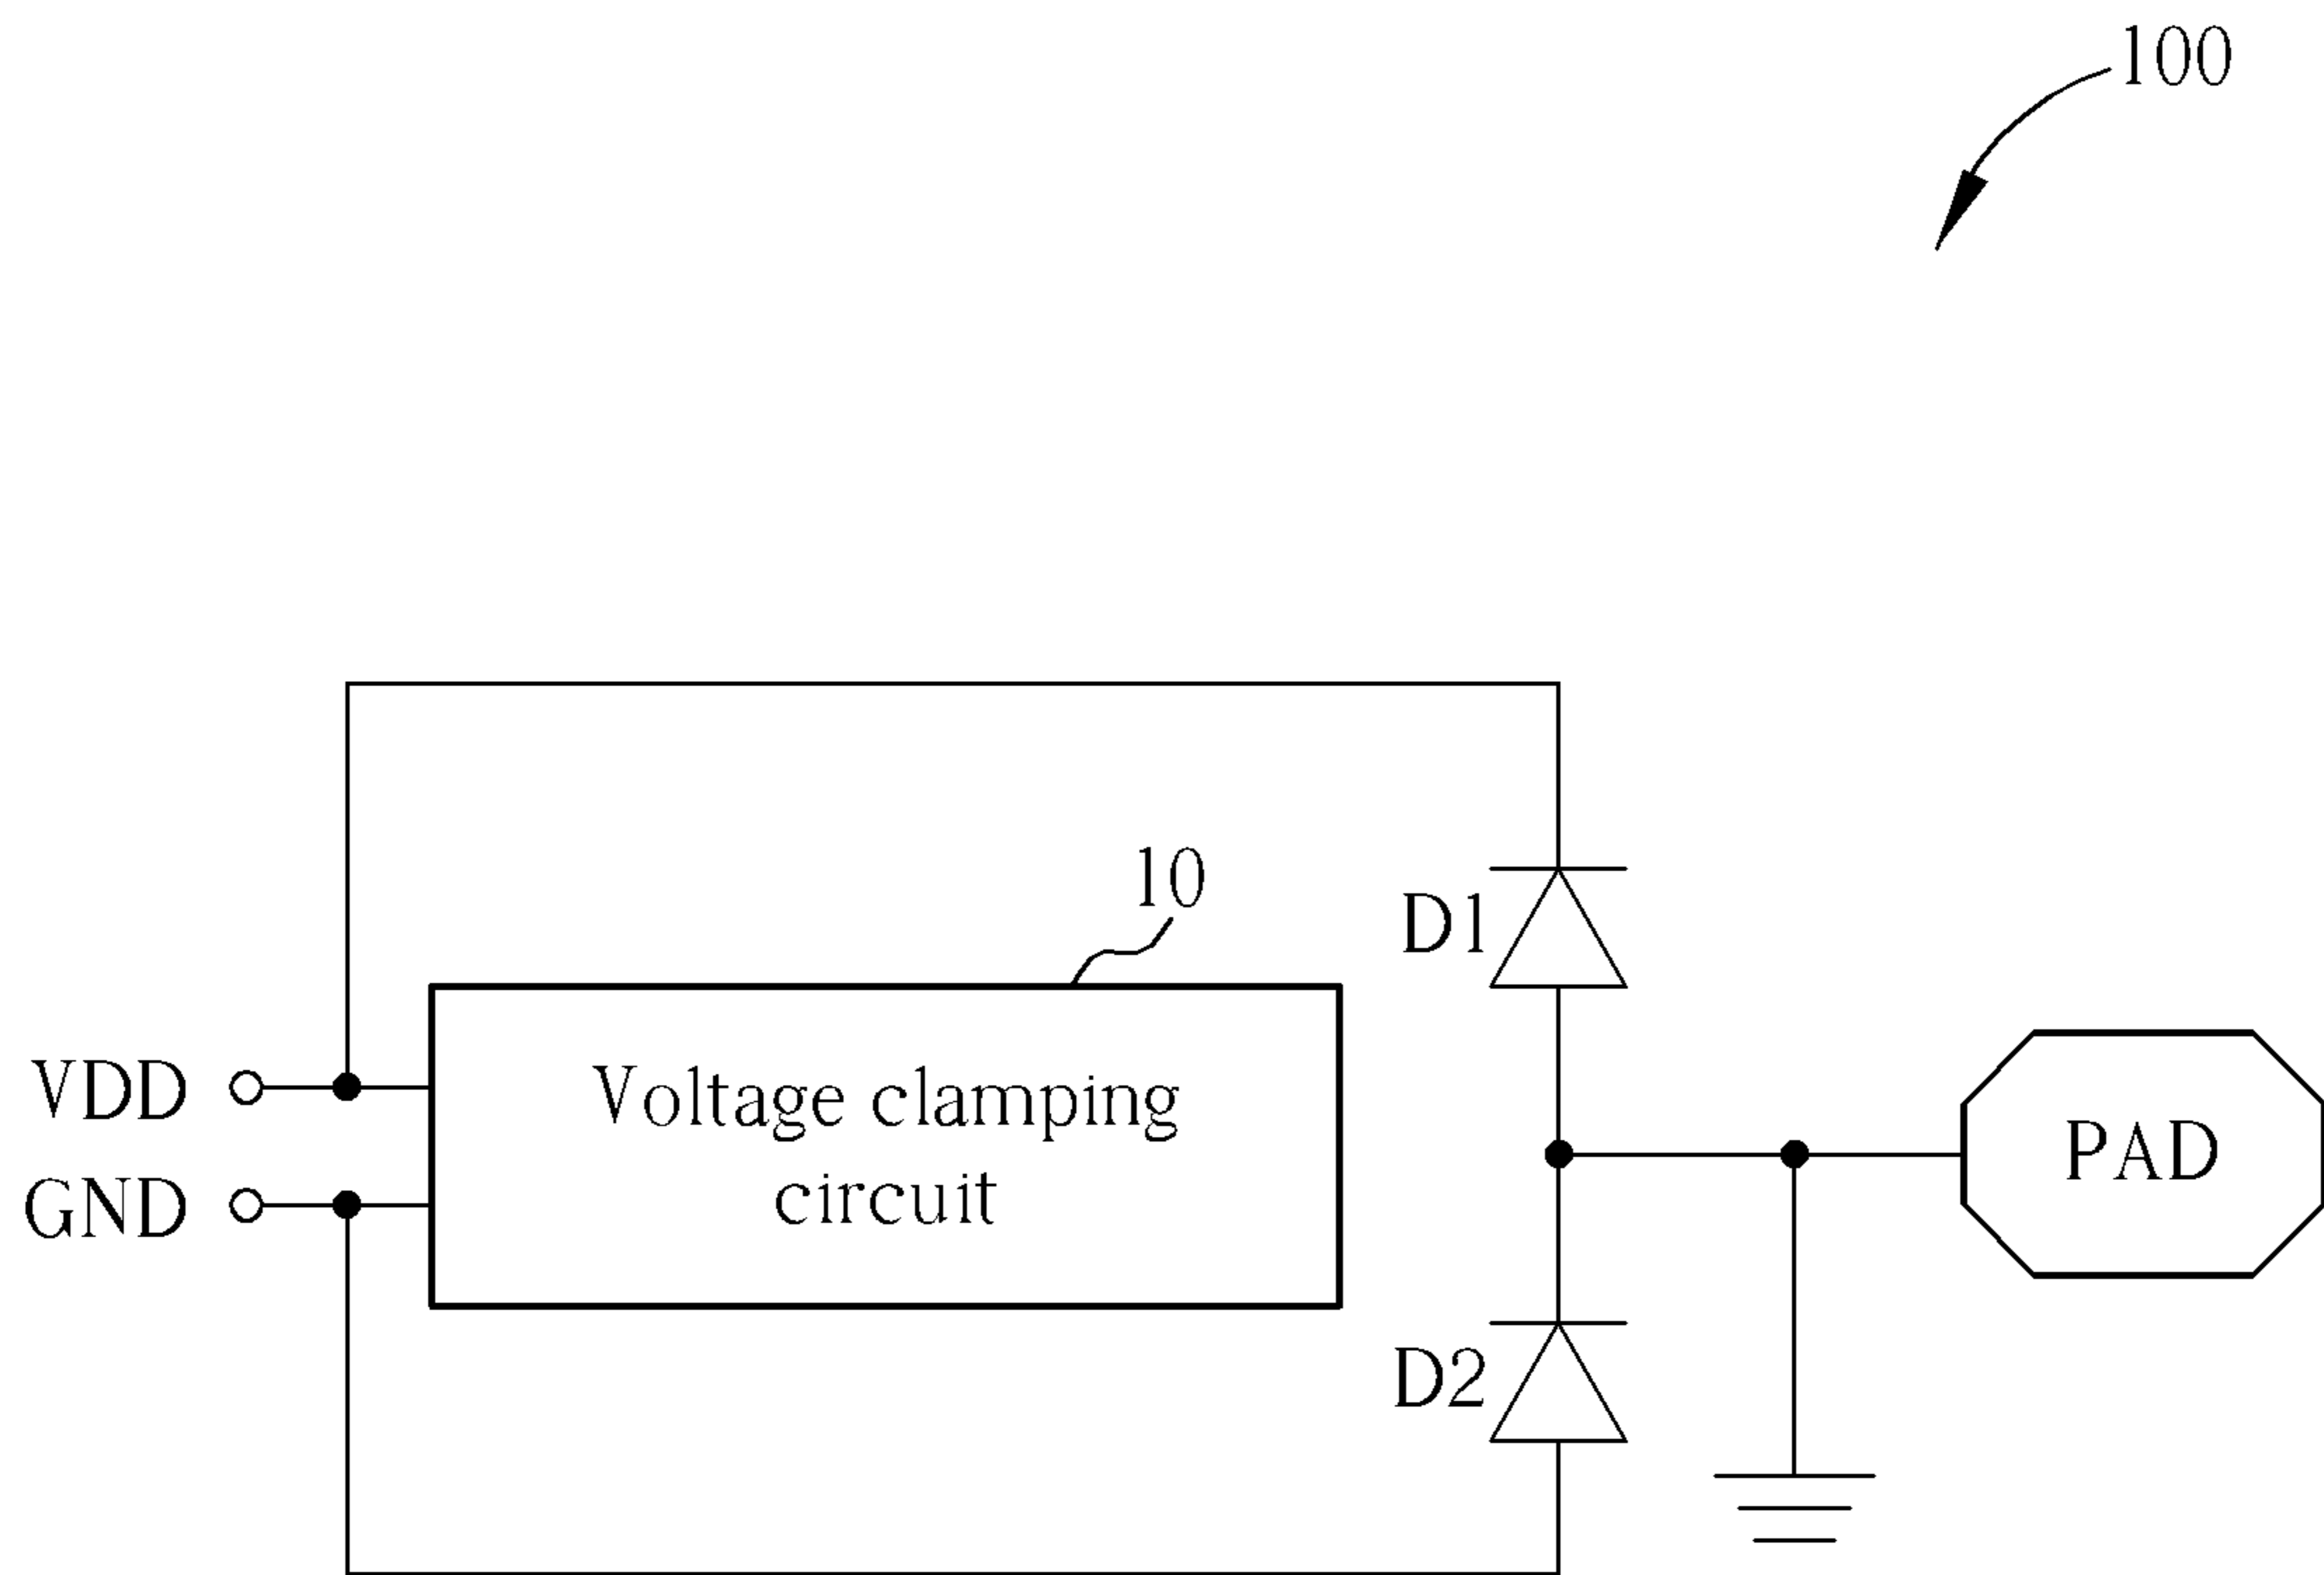 100
10
D1
VDD
Voltage clamping
PAD
GND
circuit
D2